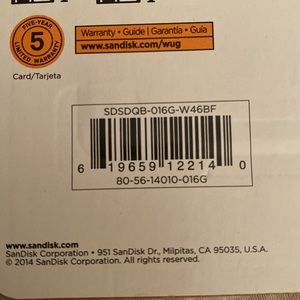 FIVE-YEAR
5
LIMITED WARRANTY
Warranty • Guide | Garantia • Guia
www.sandisk.com/wug
Card/Tarjeta
SDSDQB-016G-W46BF
6 19659 12214 0
80-56-14010-016G
www.sandisk.com
SanDisk Corporation • 951 SanDisk Dr., Milpitas, CA 95035, U.S.A.
© 2014 SanDisk Corporation. All rights reserved.